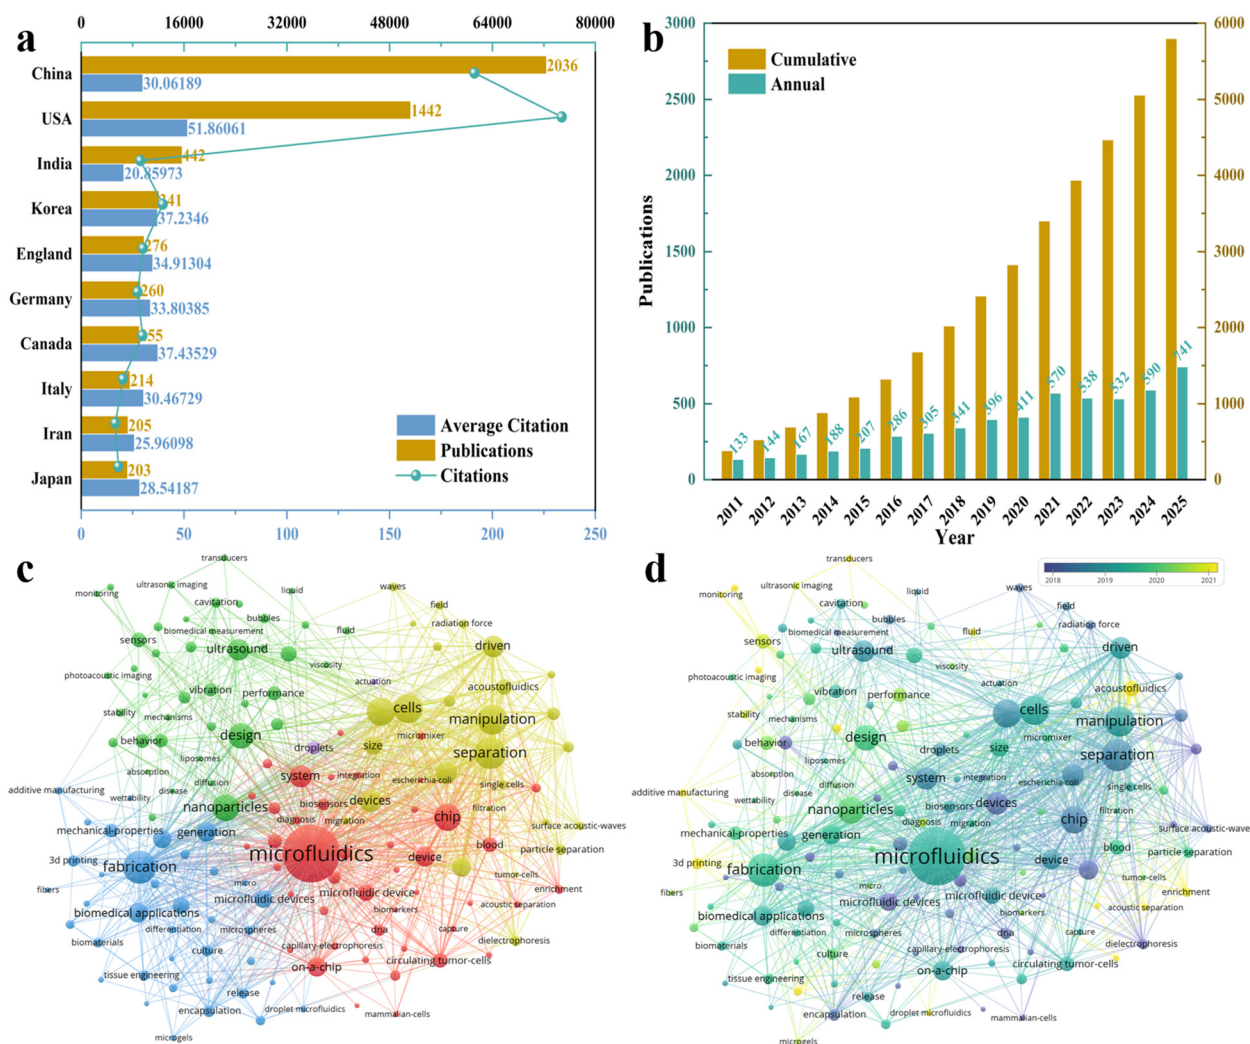 a
0 16000 32000 48000 64000 80000
China
2036
30.06189
USA
1442
51.86061
India
442
20.85973
Korea
341
37.2346
England
276
34.91304
Germany
260
33.80385
Canada
255
37.43529
Italy
214
30.46729
Iran
205
25.96098
Japan
203
28.54187
Average Citation
Publications
Citations
0 50 100 150 200 250
b
Publications
3000
2500
2000
1500
1000
500
0
6000
5000
4000
3000
2000
1000
0
Cumulative
Annual
133 144 167 188 207 286 305 341 396 411 570 538 532 590 741
2011 2012 2013 2014 2015 2016 2017 2018 2019 2020 2021 2022 2023 2024 2025
Year
c
transducers
monitoring
ultrasonic imaging
liquid
waves
cavitation
field
bubbles
sensors
biomedical measurement
fluid
radiation force
ultrasound
driven
viscosity
photoacoustic imaging
actuation
vibration
performance
acoustofluidics
stability
mechanisms
cells
manipulation
behavior
design
micromixer
droplets
size
separation
liposomes
absorption
system
integration
escherichia-coli
single cells
additive manufacturing
wettability
disease
diffusion
nanoparticles
biosensors
devices
filtration
diagnosis
migration
chip
mechanical-properties
generation
surface acoustic-waves
microfluidics
device
blood
particle separation
3d printing
fabrication
tumor-cells
fibers
micro
microfluidic device
enrichment
microfluidic devices
acoustic separation
biomedical applications
biomarkers
differentiation
microspheres
dna
capture
biomaterials
culture
capillary-electrophoresis
dielectrophoresis
tissue engineering
on-a-chip
circulating tumor-cells
release
encapsulation
droplet microfluidics
mammalian-cells
microgels
d
2018 2019 2020 2021
transducers
monitoring
ultrasonic imaging
liquid
waves
cavitation
field
bubbles
sensors
biomedical measurement
fluid
radiation force
ultrasound
driven
viscosity
photoacoustic imaging
actuation
vibration
performance
acoustofluidics
stability
mechanisms
cells
manipulation
behavior
design
micromixer
droplets
size
separation
liposomes
absorption
system
integration
escherichia-coli
single cells
additive manufacturing
wettability
disease
diffusion
nanoparticles
biosensors
devices
filtration
diagnosis
migration
chip
mechanical-properties
generation
surface acoustic-wave
microfluidics
device
blood
particle separation
3d printing
fabrication
tumor-cells
fibers
micro
microfluidic device
enrichment
microfluidic devices
acoustic separation
biomedical applications
biomarkers
differentiation
microspheres
dna
capture
biomaterials
culture
capillary-electrophoresis
dielectrophoresis
tissue engineering
on-a-chip
circulating tumor-cells
release
encapsulation
droplet microfluidics
mammalian-cells
microgels